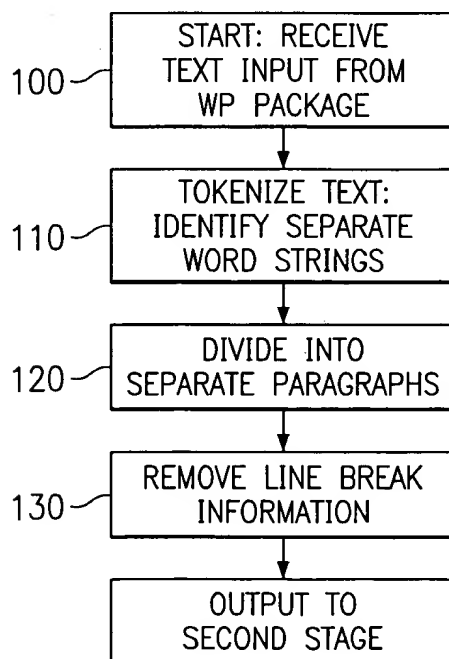 START: RECEIVE
TEXT INPUT FROM
WP PACKAGE
100
TOKENIZE TEXT:
IDENTIFY SEPARATE
WORD STRINGS
110
DIVIDE INTO
SEPARATE PARAGRAPHS
120
REMOVE LINE BREAK
INFORMATION
130
OUTPUT TO
SECOND STAGE